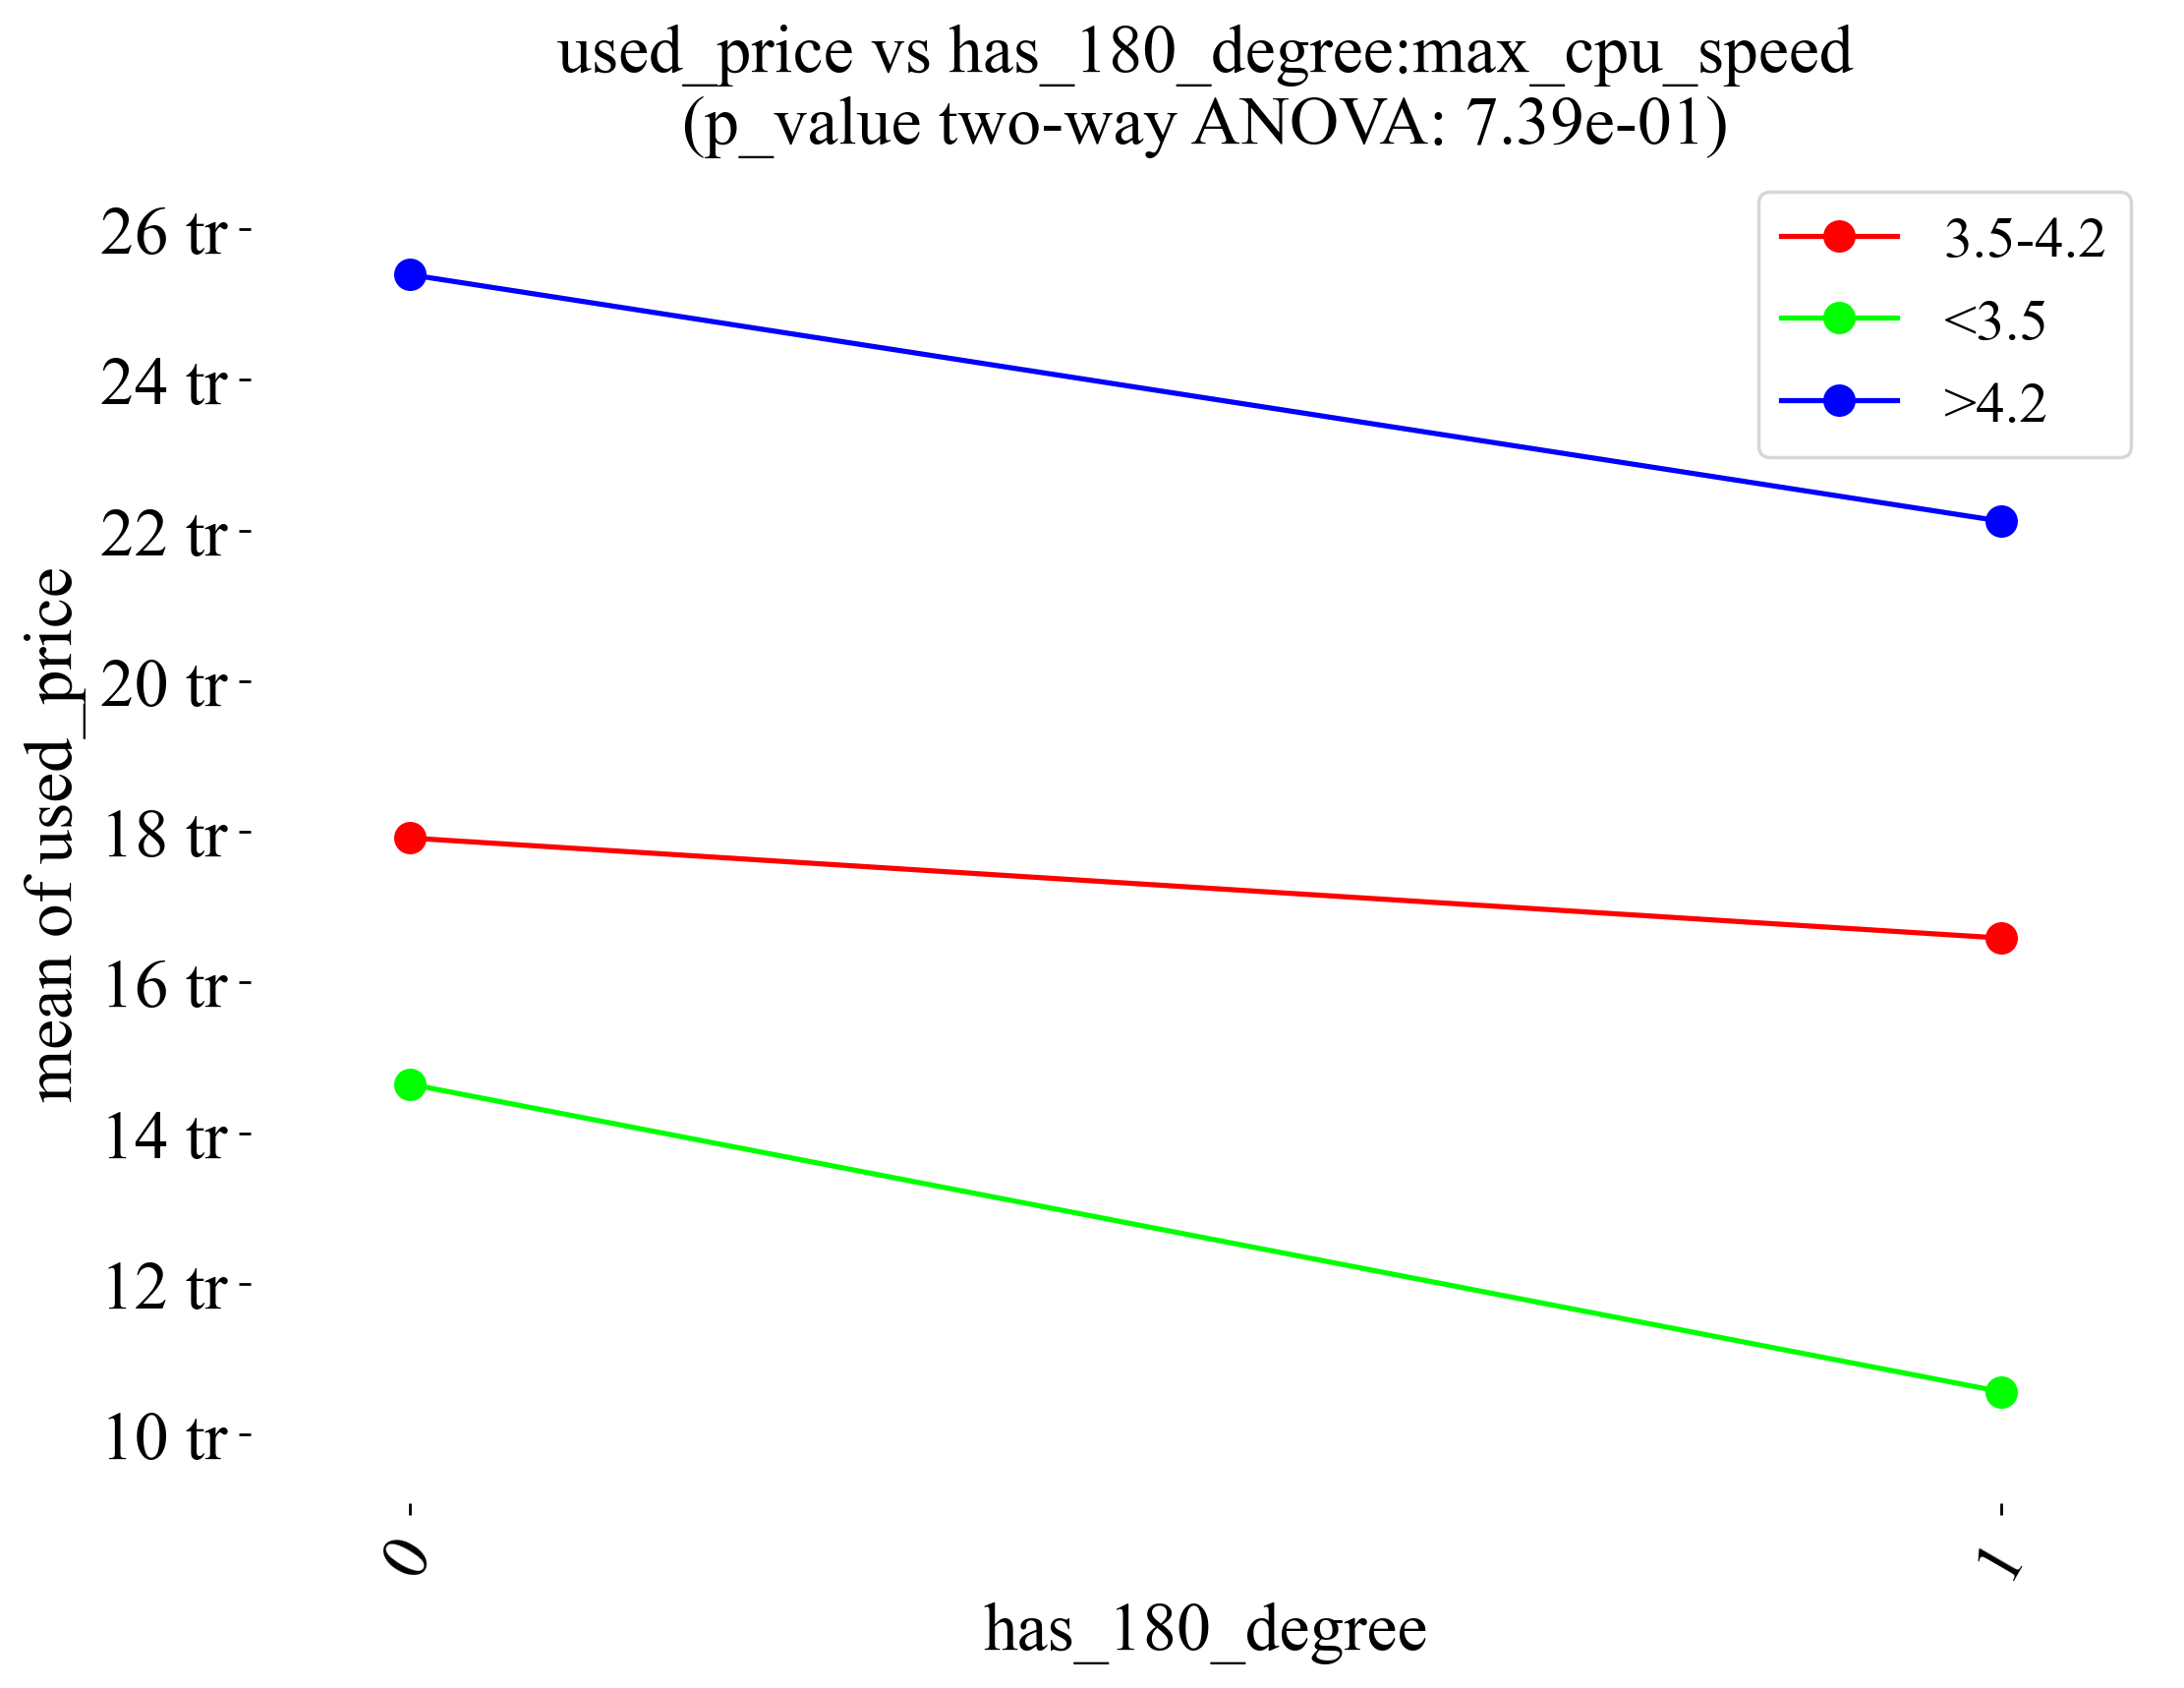 used_price vs has_180_degree:max_cpu_speed
(p_value two-way ANOVA: 7.39e-01)
3.5-4.2
<3.5
>4.2
mean of used_price
26 tr
24 tr
22 tr
20 tr
18 tr
16 tr
14 tr
12 tr
10 tr
0
1
has_180_degree